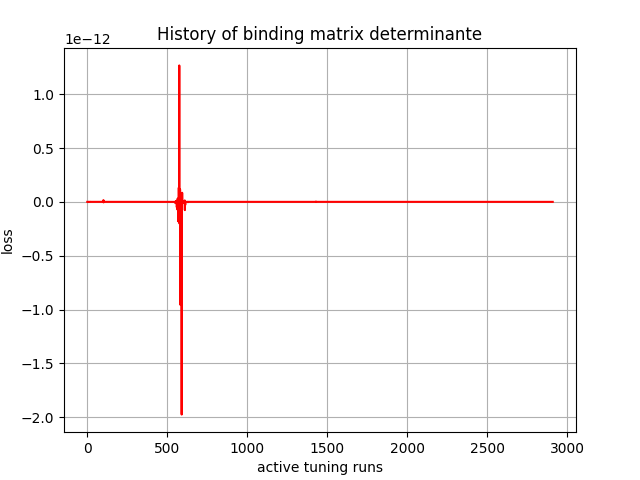 History of binding matrix determinante
1e−12
1.0
0.5
0.0
−0.5
−1.0
−1.5
−2.0
loss
0 500 1000 1500 2000 2500 3000
active tuning runs